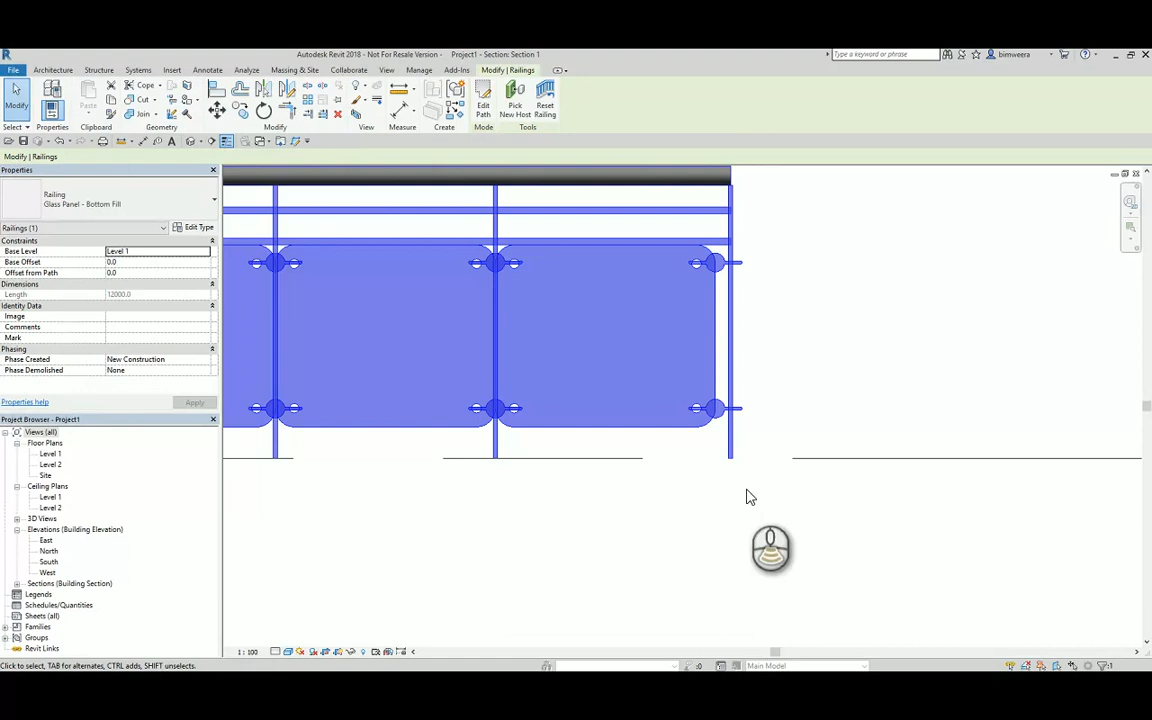 Autodesk Revit 2018 - Not For Resale Version - Project1 - Section: Section 1
Type a keyword or phrase
bimweera
File Architecture Structure Systems Insert Annotate Analyze Massing & Site Collaborate View Manage Add-Ins Modify | Railings
Modify Properties Paste Cope Cut Join Edit Path Pick New Host Reset Railing
Select Properties Clipboard Geometry Modify View Measure Create Mode Tools
Modify | Railings
Properties
Railing
Glass Panel - Bottom Fill
Railings (1) Edit Type
Constraints
Base Level Level 1
Base Offset 0.0
Offset from Path 0.0
Dimensions
Length 12000.0
Identity Data
Image
Comments
Mark
Phasing
Phase Created New Construction
Phase Demolished None
Properties help Apply
Project Browser - Project1
Views (all)
Floor Plans
Level 1
Level 2
Site
Ceiling Plans
Level 1
Level 2
3D Views
Elevations (Building Elevation)
East
North
South
West
Sections (Building Section)
Legends
Schedules/Quantities
Sheets (all)
Families
Groups
Revit Links
1 : 100
Click to select, TAB for alternates, CTRL adds, SHIFT unselects. :0 Main Model :1